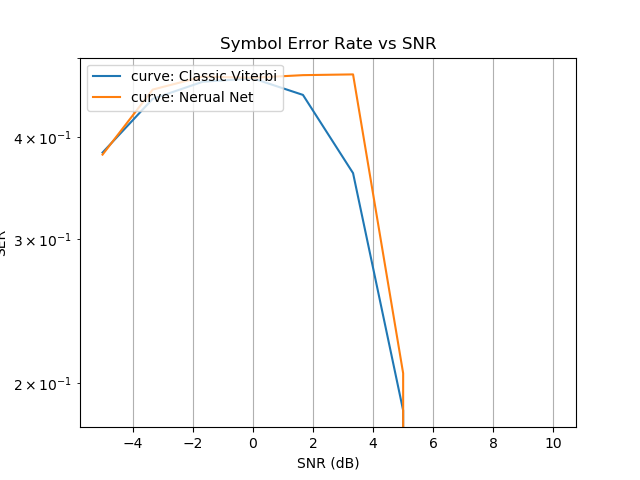 Symbol Error Rate vs SNR
curve: Classic Viterbi
curve: Nerual Net
4 × 10⁻¹
3 × 10⁻¹
2 × 10⁻¹
SER
−4 −2 0 2 4 6 8 10
SNR (dB)